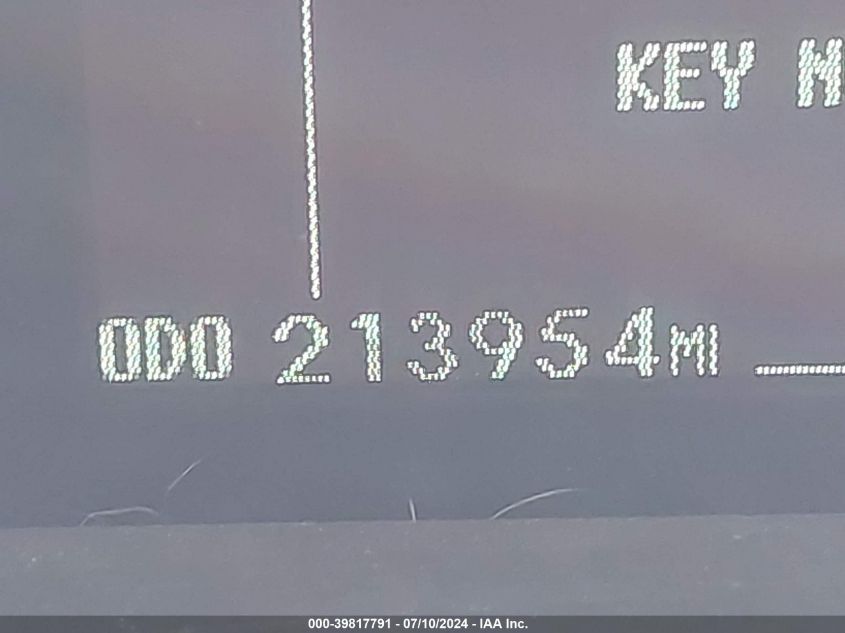 KEY N
ODO 213954MI
000-39817791 - 07/10/2024 - IAA Inc.